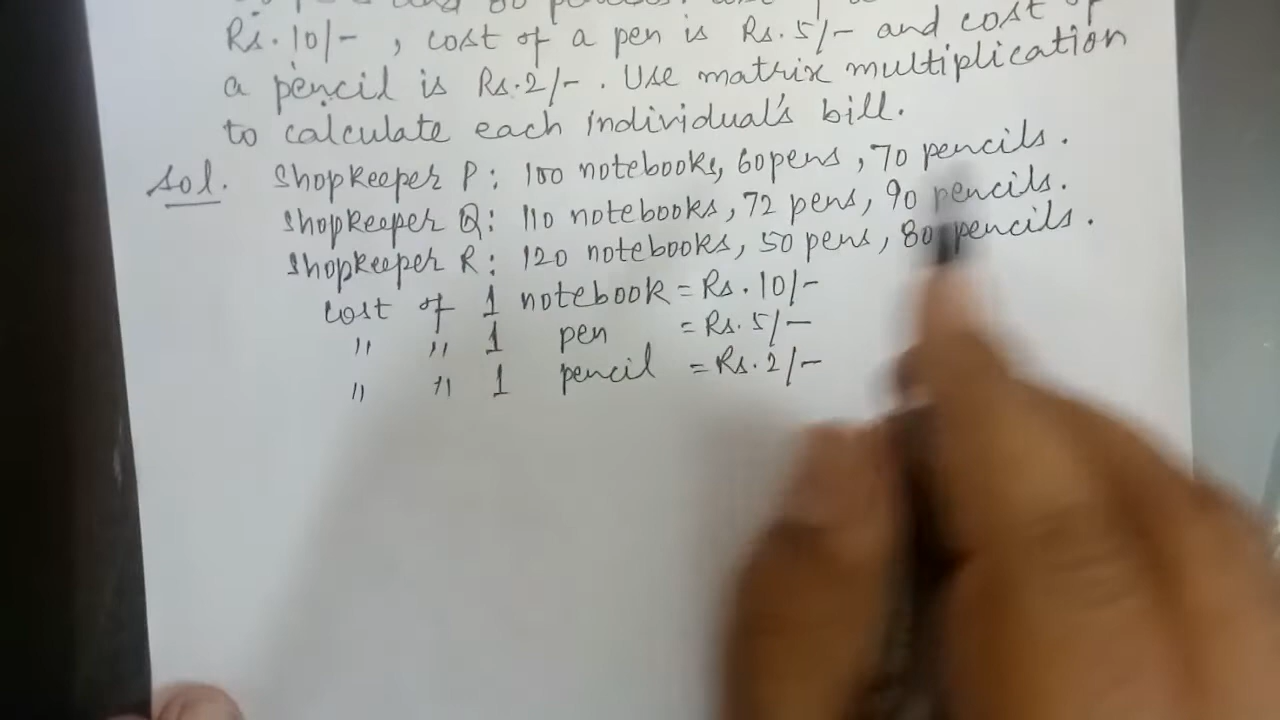 and 80
Rs. 10/- , cost of a pen is Rs. 5/- and cost of
a pencil is Rs. 2/- . Use matrix multiplication
to calculate each individual's bill.
Sol. Shopkeeper P: 100 notebooks, 60 pens, 70 pencils.
Shopkeeper Q: 110 notebooks, 72 pens, 90 pencils.
Shopkeeper R: 120 notebooks, 50 pens, 80 pencils.
Cost of 1 notebook = Rs. 10/-
" " 1 pen = Rs. 5/-
" " 1 pencil = Rs. 2/-